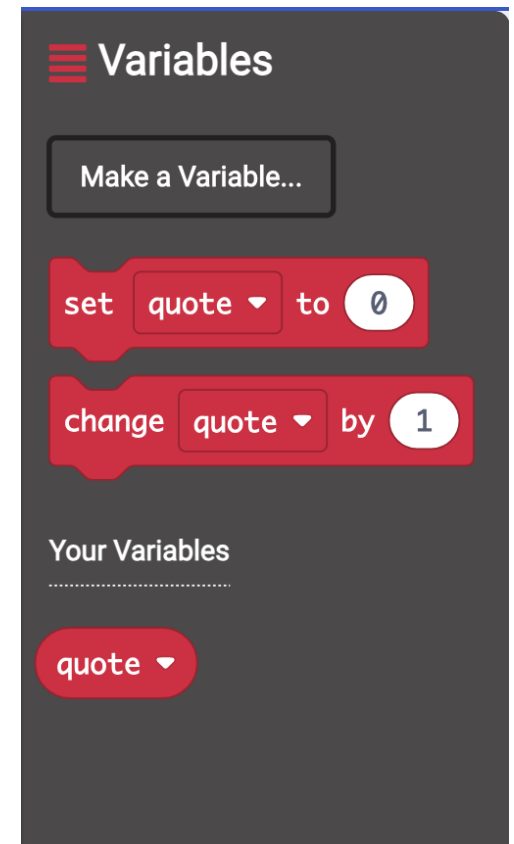 Variables
Make a Variable...
set quote to 0
change quote by 1
Your Variables
quote